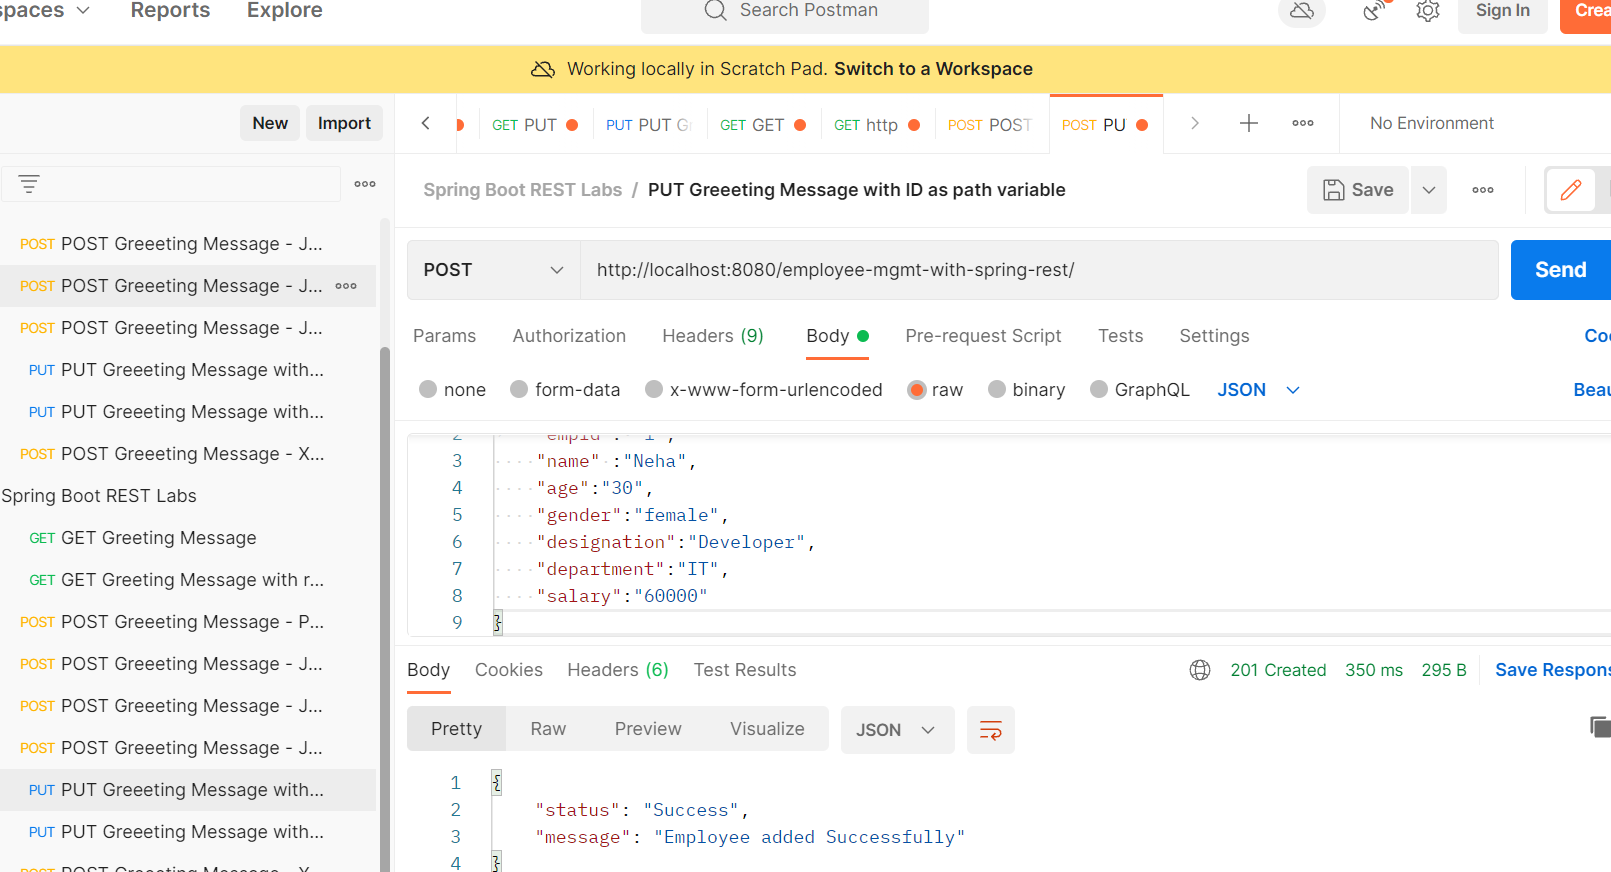 spaces Reports Explore Search Postman Sign In Crea
Working locally in Scratch Pad. Switch to a Workspace
New Import GET PUT PUT PUT Gr GET GET GET http POST POST POST PU No Environment
Spring Boot REST Labs / PUT Greeeting Message with ID as path variable Save
POST http://localhost:8080/employee-mgmt-with-spring-rest/ Send
Params Authorization Headers (9) Body Pre-request Script Tests Settings Coo
none form-data x-www-form-urlencoded raw binary GraphQL JSON Beau
2 "empId" : "1",
3 "name" :"Neha",
4 "age":"30",
5 "gender":"female",
6 "designation":"Developer",
7 "department":"IT",
8 "salary":"60000"
9 }
Body Cookies Headers (6) Test Results 201 Created 350 ms 295 B Save Respons
Pretty Raw Preview Visualize JSON
1 {
2 "status": "Success",
3 "message": "Employee added Successfully"
4 }
POST POST Greeeting Message - J...
POST POST Greeeting Message - J...
POST POST Greeeting Message - J...
PUT PUT Greeeting Message with...
PUT PUT Greeeting Message with...
POST POST Greeeting Message - X...
Spring Boot REST Labs
GET GET Greeting Message
GET GET Greeting Message with r...
POST POST Greeeting Message - P...
POST POST Greeeting Message - J...
POST POST Greeeting Message - J...
POST POST Greeeting Message - J...
PUT PUT Greeeting Message with...
PUT PUT Greeeting Message with...
POST POST Greeeting Message - X...